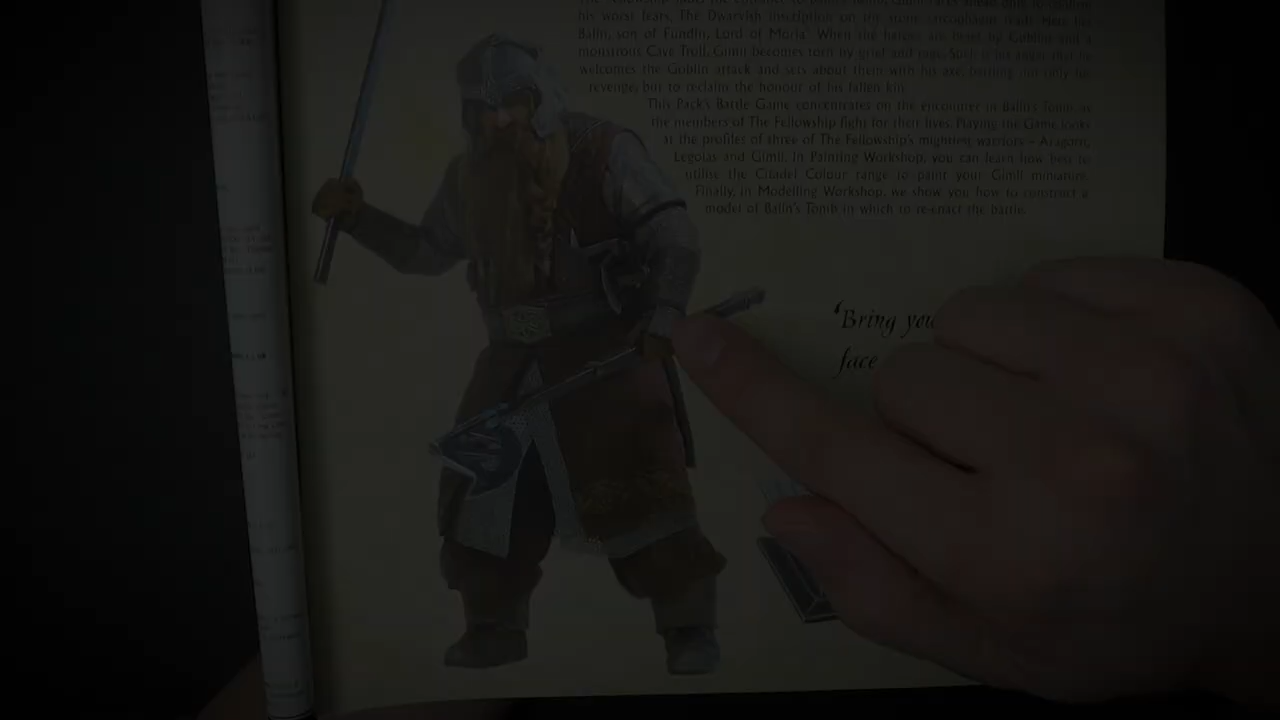 his worst fears. The Dwarvish inscription on the stone sarcophagus reads 'Here lies
Balin, son of Fundin, Lord of Moria'. When the heroes are beset by Goblins and a
monstrous Cave Troll, Gimli becomes torn by grief and rage. Such is his anger that he
welcomes the Goblin attack and sets about them with his axe, battling not only for
revenge, but to reclaim the honour of his fallen kin.
This Pack's Battle Game concentrates on the encounter in Balin's Tomb, as
the members of The Fellowship fight for their lives. Playing the Game looks
at the profiles of three of The Fellowship's mightiest warriors – Aragorn,
Legolas and Gimli. In Painting Workshop, you can learn how best to
utilise the Citadel Colour range to paint your Gimli miniature.
Finally, in Modelling Workshop, we show you how to construct a
model of Balin's Tomb in which to re-enact the battle.
'Bring you
face